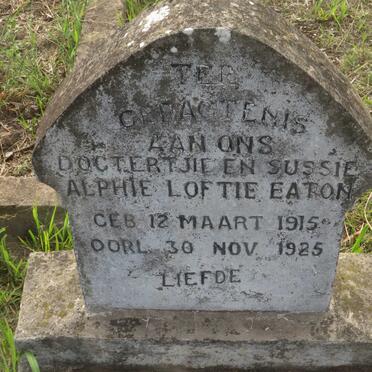 TER
GEDAGTENIS
AAN ONS
DOGTERTJIE EN SUSSIE
ALPHIE LOFTIE EATON
GEB 12 MAART 1915
OORL 30 NOV 1925
LIEFDE